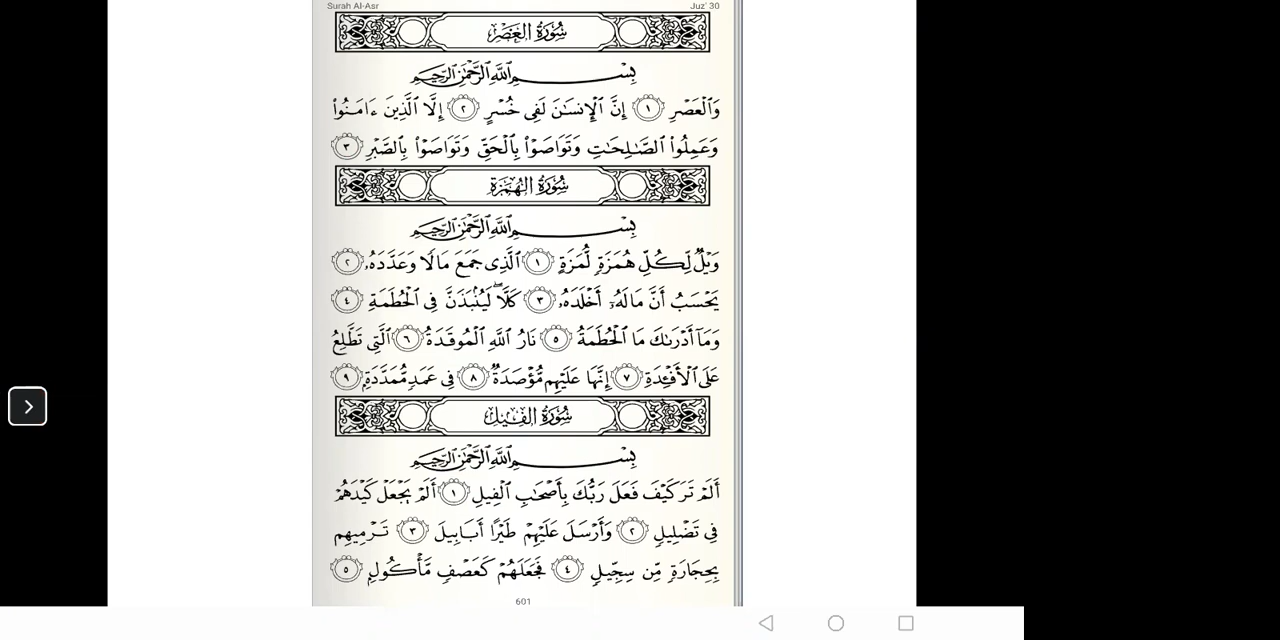 Surah Al-Asr Juz' 30
سُورَةُ العَصْرِ
بِسْمِ ٱللَّهِ ٱلرَّحْمَٰنِ ٱلرَّحِيمِ
وَٱلْعَصْرِ ١ إِنَّ ٱلْإِنسَٰنَ لَفِى خُسْرٍ ٢ إِلَّا ٱلَّذِينَ ءَامَنُوا۟
وَعَمِلُوا۟ ٱلصَّٰلِحَٰتِ وَتَوَاصَوْا۟ بِٱلْحَقِّ وَتَوَاصَوْا۟ بِٱلصَّبْرِ ٣
سُورَةُ الهُمَزَةِ
بِسْمِ ٱللَّهِ ٱلرَّحْمَٰنِ ٱلرَّحِيمِ
وَيْلٌ لِّكُلِّ هُمَزَةٍ لُّمَزَةٍ ١ ٱلَّذِى جَمَعَ مَالًا وَعَدَّدَهُۥ ٢
يَحْسَبُ أَنَّ مَالَهُۥٓ أَخْلَدَهُۥ ٣ كَلَّا ۖ لَيُنۢبَذَنَّ فِى ٱلْحُطَمَةِ ٤
وَمَآ أَدْرَىٰكَ مَا ٱلْحُطَمَةُ ٥ نَارُ ٱللَّهِ ٱلْمُوقَدَةُ ٦ ٱلَّتِى تَطَّلِعُ
عَلَى ٱلْأَفْـِٔدَةِ ٧ إِنَّهَا عَلَيْهِم مُّؤْصَدَةٌ ٨ فِى عَمَدٍ مُّمَدَّدَةٍۭ ٩
سُورَةُ الفِيلِ
بِسْمِ ٱللَّهِ ٱلرَّحْمَٰنِ ٱلرَّحِيمِ
أَلَمْ تَرَ كَيْفَ فَعَلَ رَبُّكَ بِأَصْحَٰبِ ٱلْفِيلِ ١ أَلَمْ يَجْعَلْ كَيْدَهُمْ
فِى تَضْلِيلٍ ٢ وَأَرْسَلَ عَلَيْهِمْ طَيْرًا أَبَابِيلَ ٣ تَرْمِيهِم
بِحِجَارَةٍ مِّن سِجِّيلٍ ٤ فَجَعَلَهُمْ كَعَصْفٍ مَّأْكُولٍۭ ٥
601